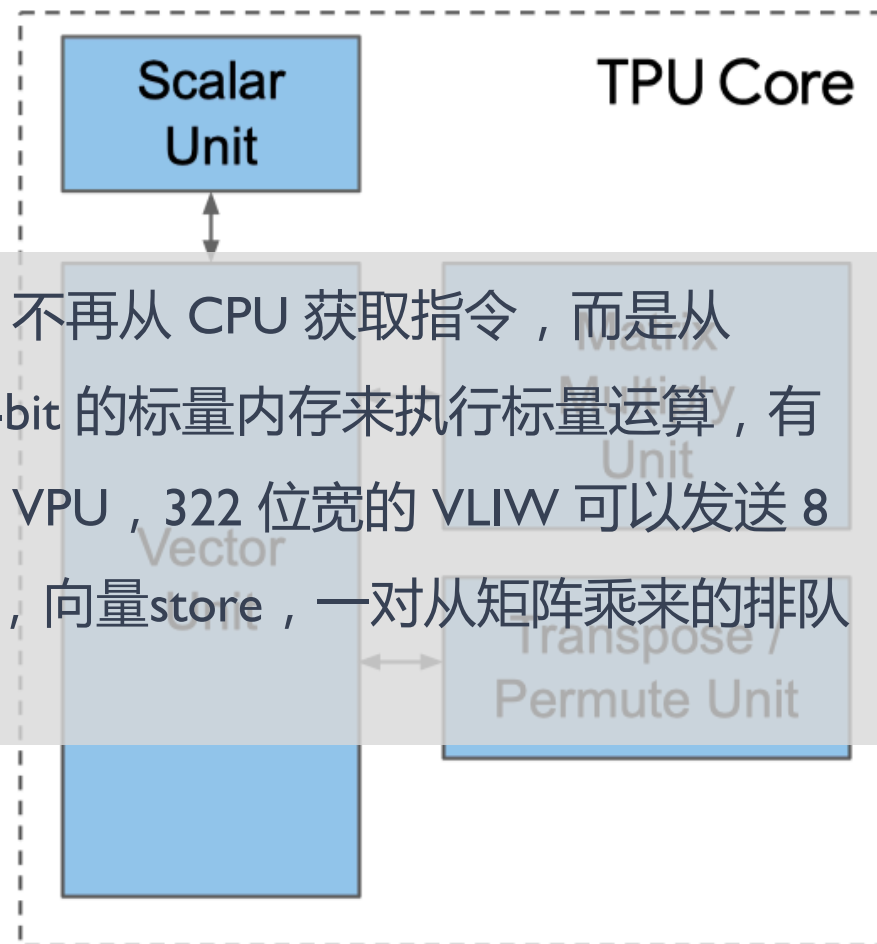 Scalar
Unit
TPU Core
不再从 CPU 获取指令，而是从
-bit 的标量内存来执行标量运算，有
VPU，322 位宽的 VLIW 可以发送 8
，向量store，一对从矩阵乘来的排队
Matrix
Multiply
Unit
Vector
Unit
Transpose /
Permute Unit